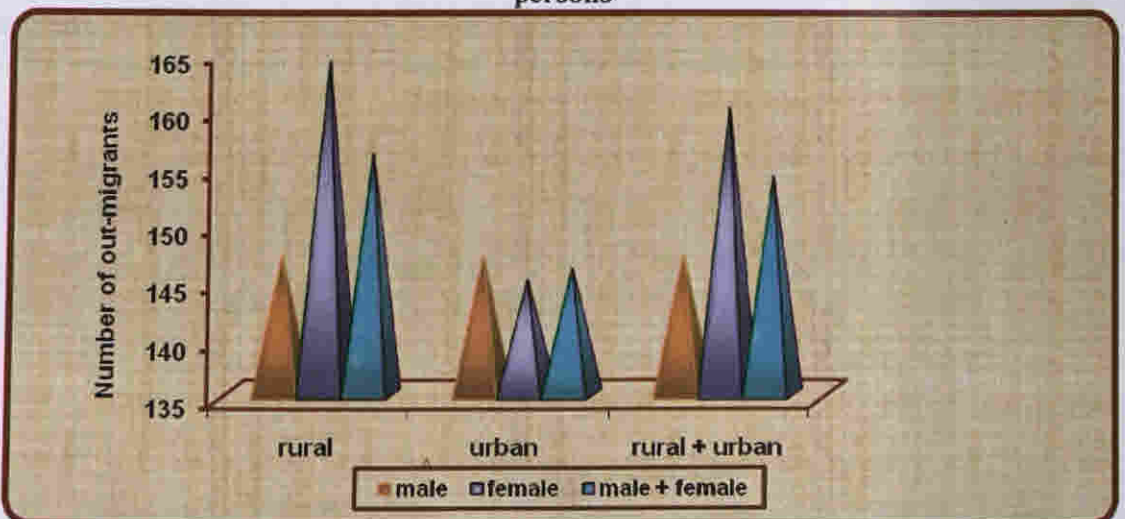 persons
Number of out-migrants
165
160
155
150
145
140
135
rural urban rural + urban
male female male + female